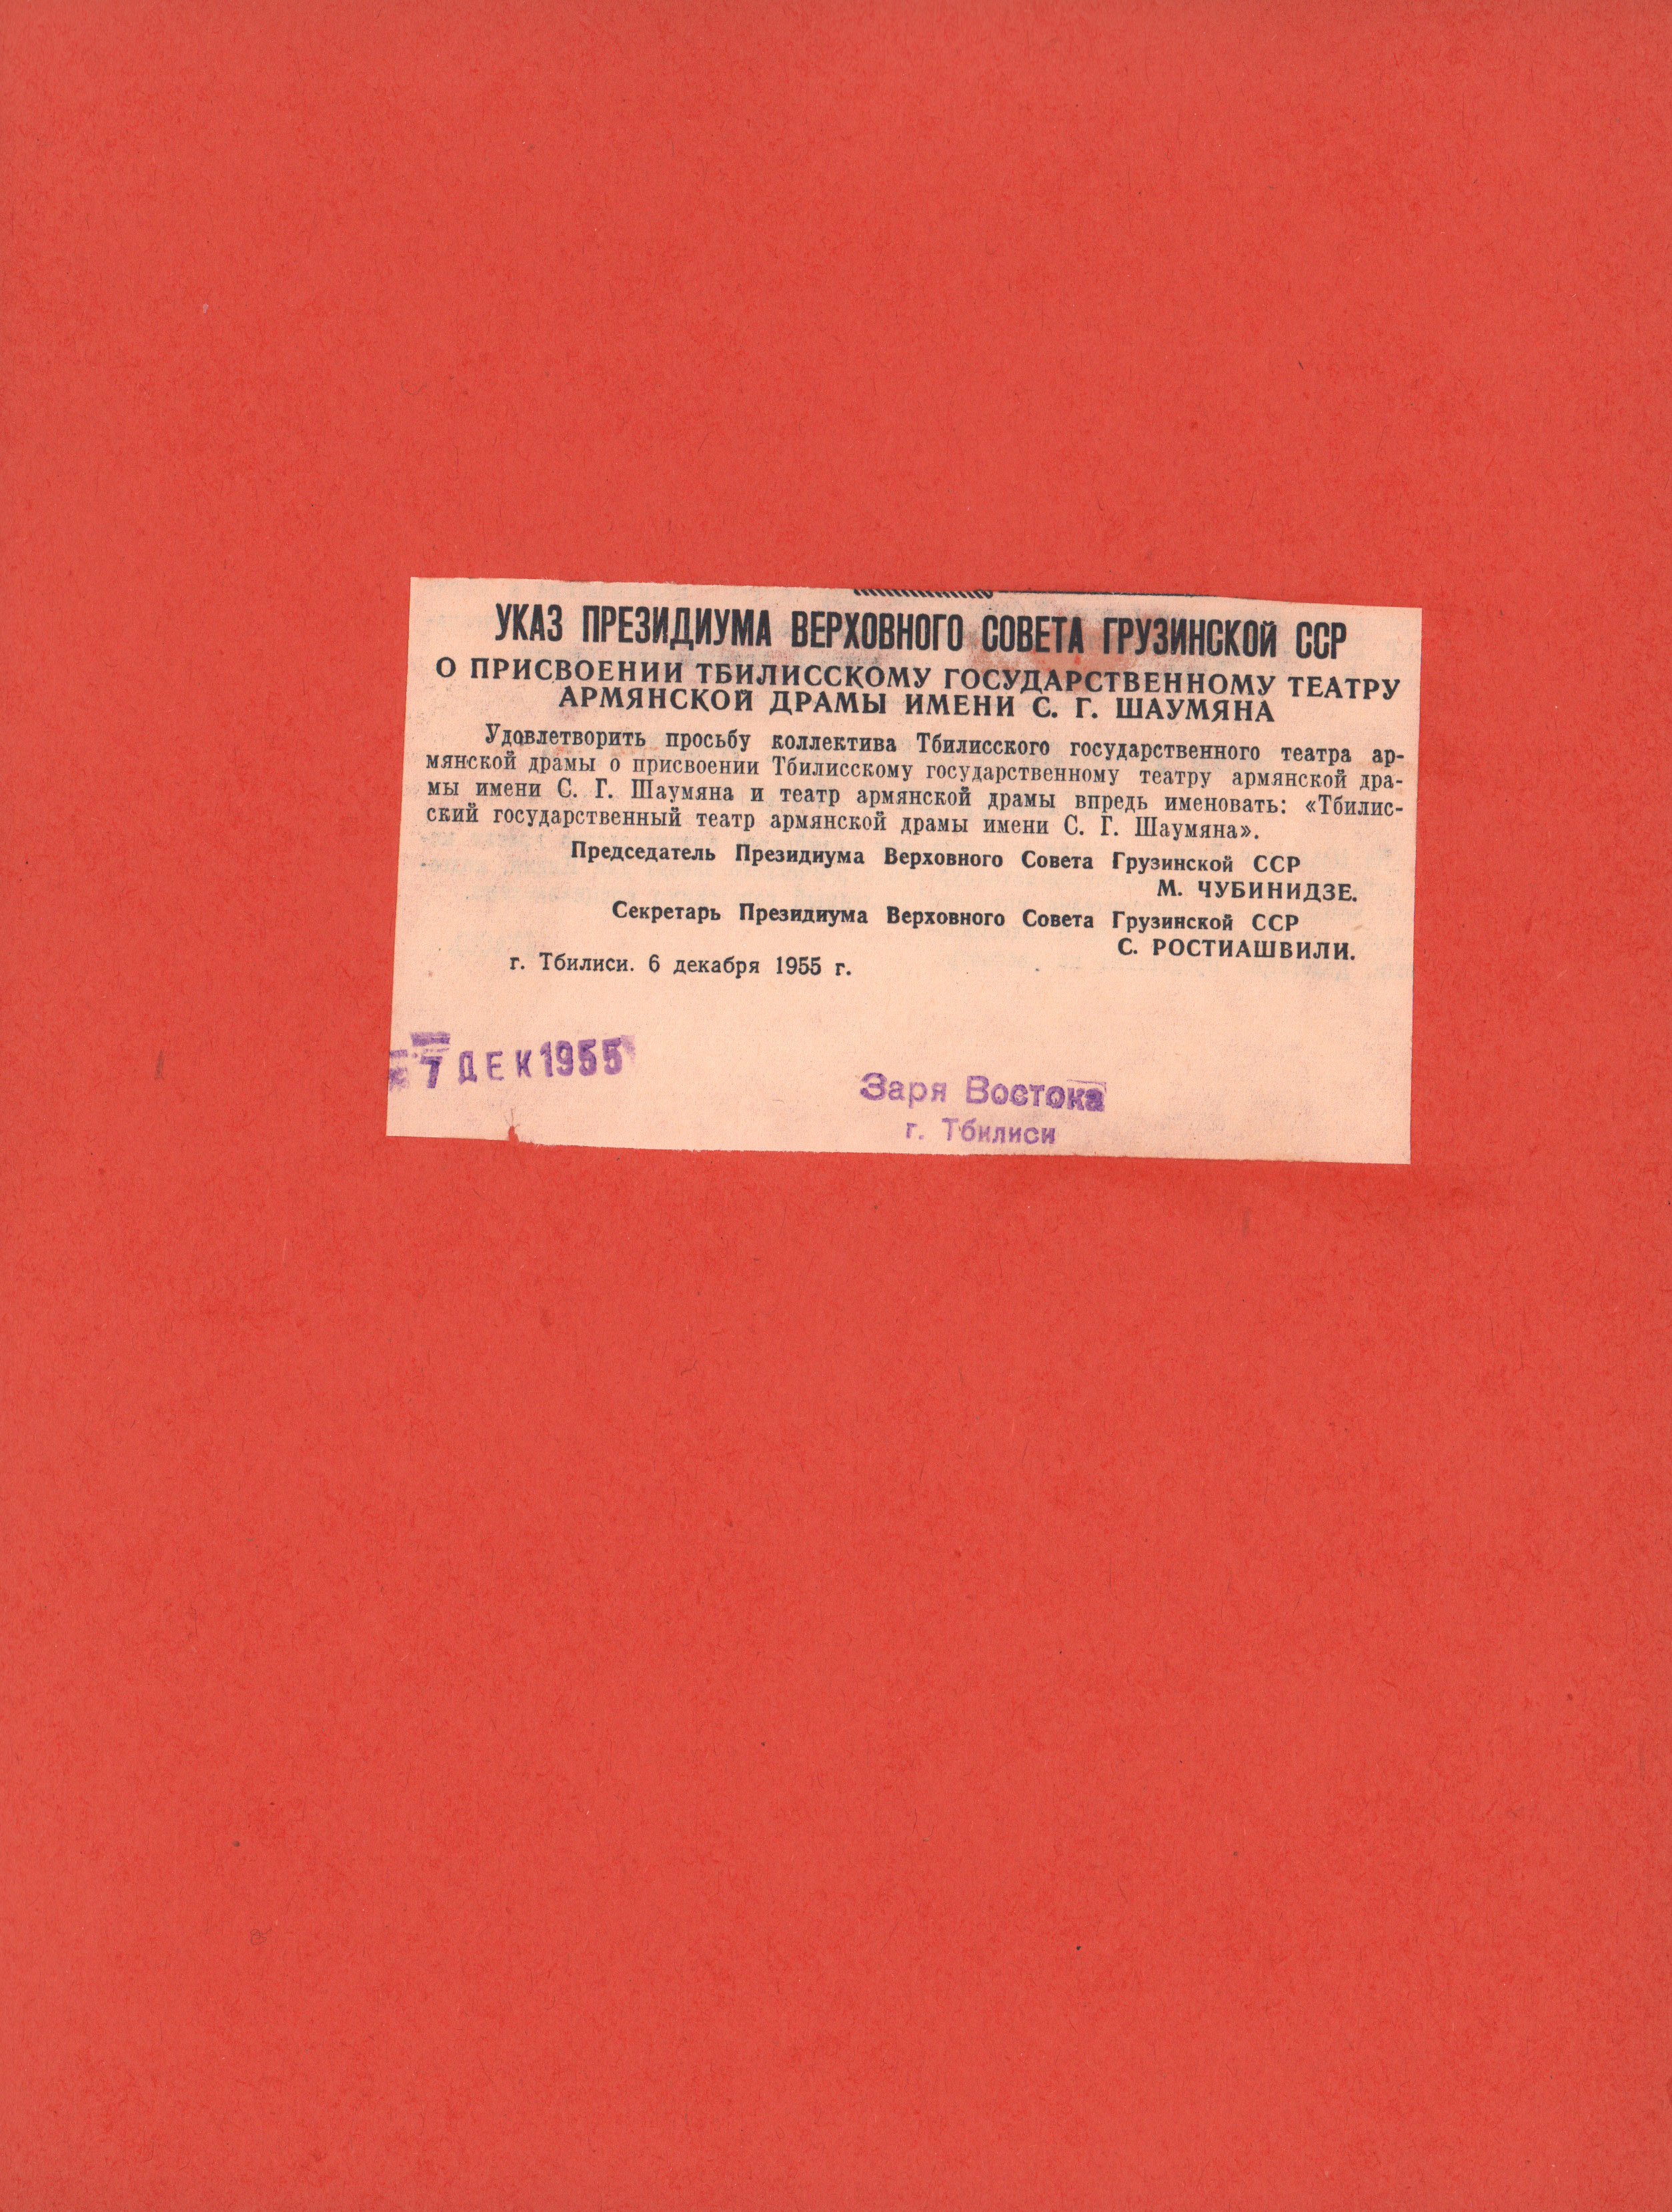 УКАЗ ПРЕЗИДИУМА ВЕРХОВНОГО СОВЕТА ГРУЗИНСКОЙ ССР
О ПРИСВОЕНИИ ТБИЛИССКОМУ ГОСУДАРСТВЕННОМУ ТЕАТРУ
АРМЯНСКОЙ ДРАМЫ ИМЕНИ С. Г. ШАУМЯНА
Удовлетворить просьбу коллектива Тбилисского государственного театра ар-
мянской драмы о присвоении Тбилисскому государственному театру армянской дра-
мы имени С. Г. Шаумяна и театр армянской драмы впредь именовать: «Тбилис-
ский государственный театр армянской драмы имени С. Г. Шаумяна».
Председатель Президиума Верховного Совета Грузинской ССР
М. ЧУБИНИДЗЕ.
Секретарь Президиума Верховного Совета Грузинской ССР
С. РОСТИАШВИЛИ.
г. Тбилиси. 6 декабря 1955 г.
7 ДЕК 1955
Заря Востока
г. Тбилиси